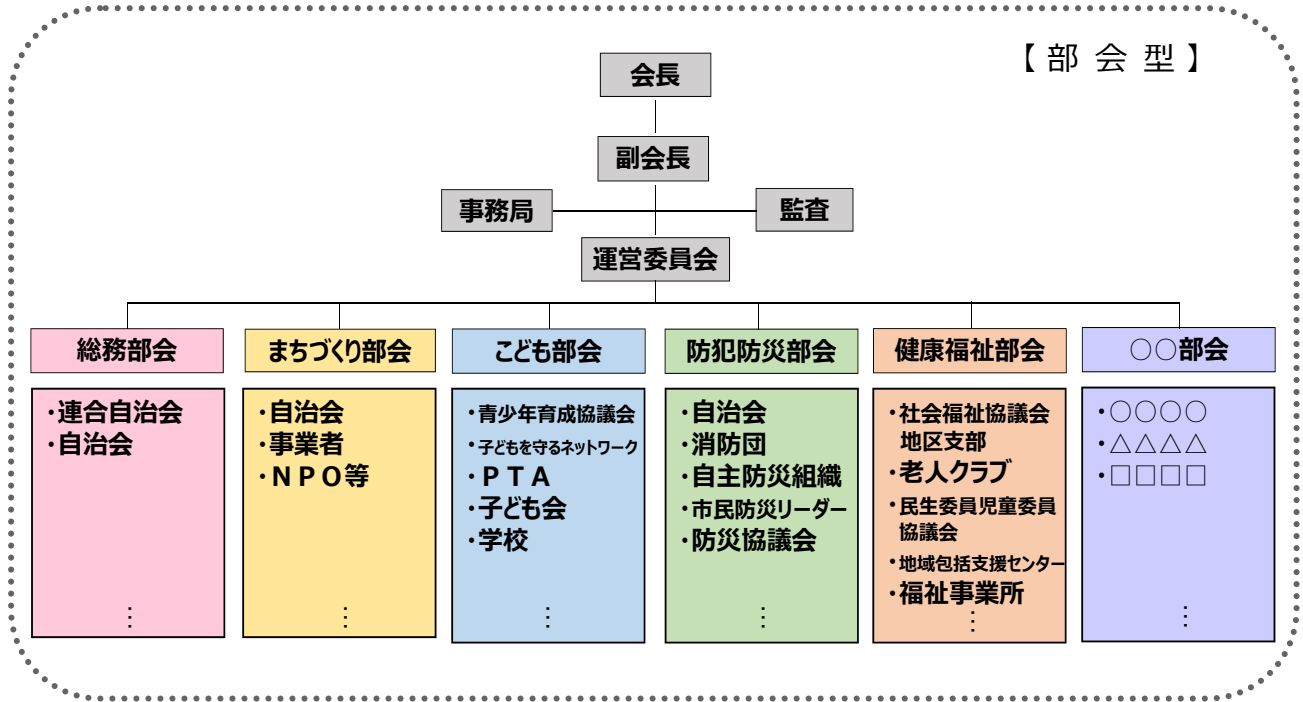 【部会型】
会長
副会長
事務局
監査
運営委員会
総務部会
・連合自治会
・自治会
⋮
まちづくり部会
・自治会
・事業者
・ＮＰＯ等
⋮
こども部会
・青少年育成協議会
・子どもを守るネットワーク
・ＰＴＡ
・子ども会
・学校
⋮
防犯防災部会
・自治会
・消防団
・自主防災組織
・市民防災リーダー
・防災協議会
⋮
健康福祉部会
・社会福祉協議会
地区支部
・老人クラブ
・民生委員児童委員
協議会
・地域包括支援センター
・福祉事業所
⋮
○○部会
・○○○○
・△△△△
・□□□□
⋮